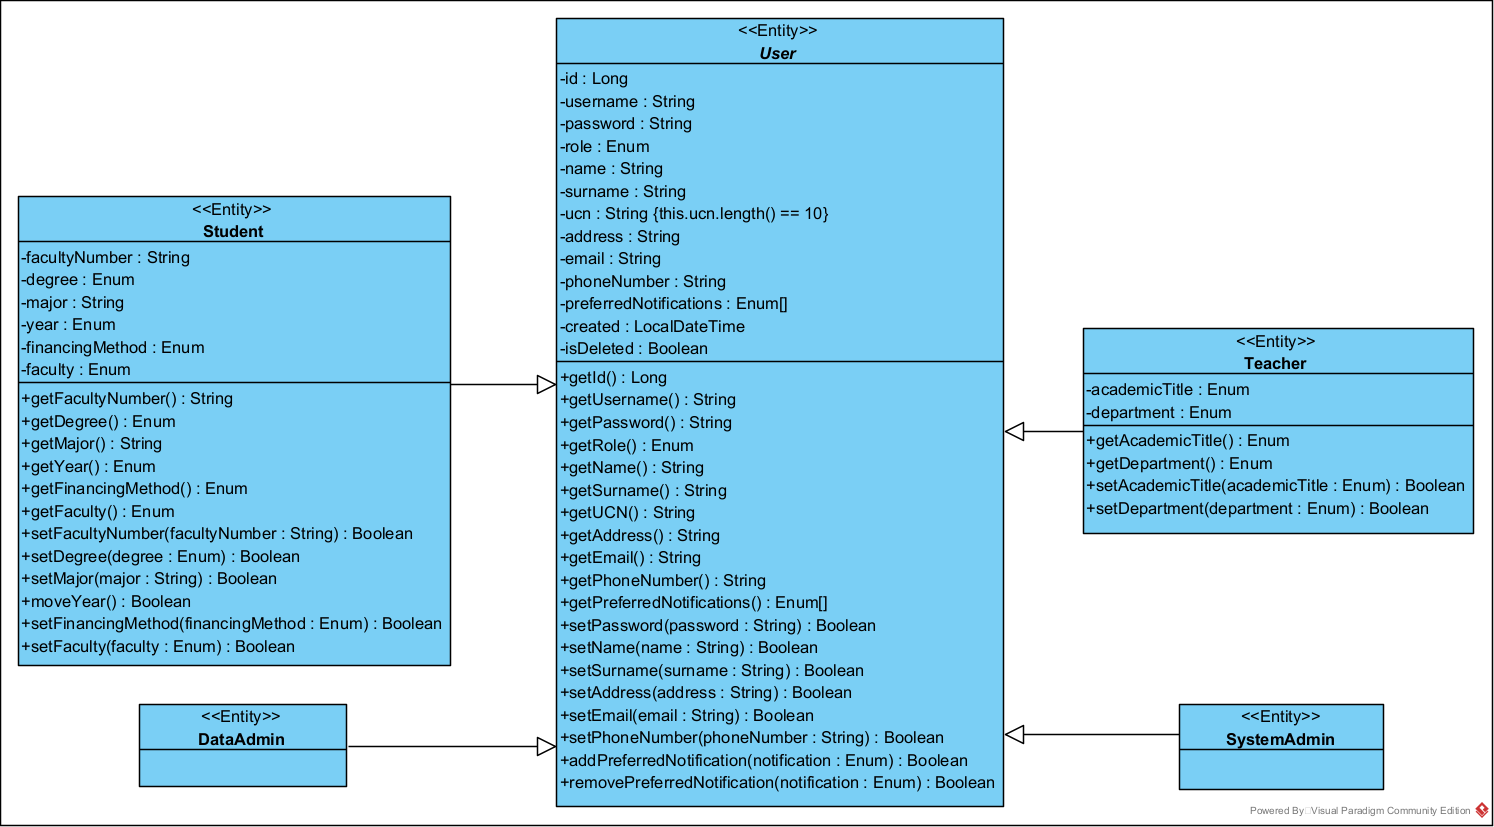 <<Entity>>
User
-id : Long
-username : String
-password : String
-role : Enum
-name : String
-surname : String
-ucn : String {this.ucn.length() == 10}
-address : String
-email : String
-phoneNumber : String
-preferredNotifications : Enum[]
-created : LocalDateTime
-isDeleted : Boolean
+getId() : Long
+getUsername() : String
+getPassword() : String
+getRole() : Enum
+getName() : String
+getSurname() : String
+getUCN() : String
+getAddress() : String
+getEmail() : String
+getPhoneNumber() : String
+getPreferredNotifications() : Enum[]
+setPassword(password : String) : Boolean
+setName(name : String) : Boolean
+setSurname(surname : String) : Boolean
+setAddress(address : String) : Boolean
+setEmail(email : String) : Boolean
+setPhoneNumber(phoneNumber : String) : Boolean
+addPreferredNotification(notification : Enum) : Boolean
+removePreferredNotification(notification : Enum) : Boolean
<<Entity>>
Student
-facultyNumber : String
-degree : Enum
-major : String
-year : Enum
-financingMethod : Enum
-faculty : Enum
+getFacultyNumber() : String
+getDegree() : Enum
+getMajor() : String
+getYear() : Enum
+getFinancingMethod() : Enum
+getFaculty() : Enum
+setFacultyNumber(facultyNumber : String) : Boolean
+setDegree(degree : Enum) : Boolean
+setMajor(major : String) : Boolean
+moveYear() : Boolean
+setFinancingMethod(financingMethod : Enum) : Boolean
+setFaculty(faculty : Enum) : Boolean
<<Entity>>
Teacher
-academicTitle : Enum
-department : Enum
+getAcademicTitle() : Enum
+getDepartment() : Enum
+setAcademicTitle(academicTitle : Enum) : Boolean
+setDepartment(department : Enum) : Boolean
<<Entity>>
DataAdmin
<<Entity>>
SystemAdmin
Powered By Visual Paradigm Community Edition